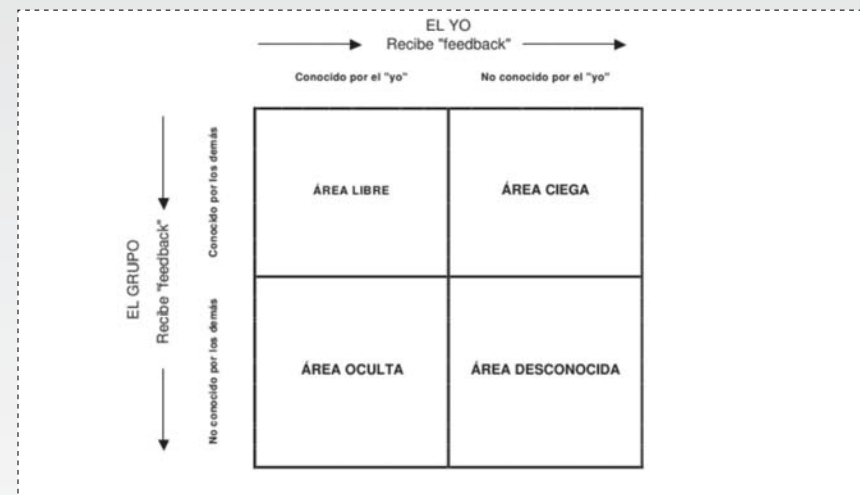 EL YO
Recibe "feedback"
Conocido por el "yo"
No conocido por el "yo"
EL GRUPO
Recibe "feedback"
Conocido por los demás
ÁREA LIBRE
ÁREA CIEGA
No conocido por los demás
ÁREA OCULTA
ÁREA DESCONOCIDA